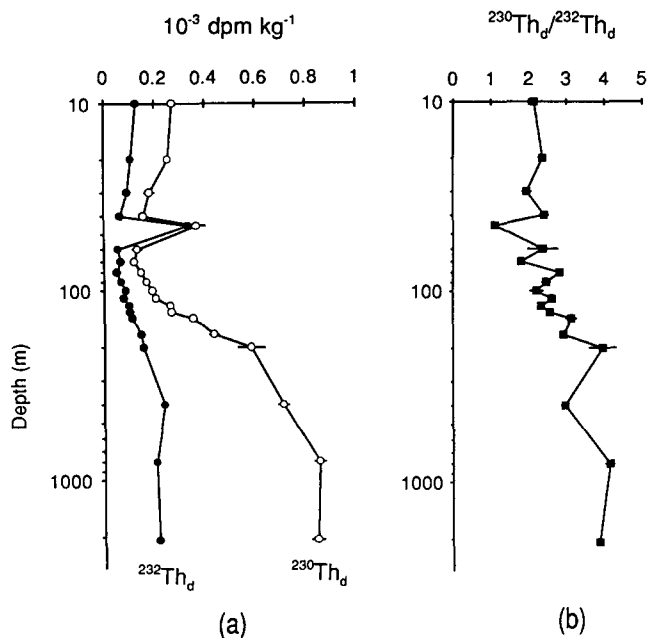 10⁻³ dpm kg⁻¹
0 0.2 0.4 0.6 0.8 1
10
100
1000
Depth (m)
²³²Th_d
²³⁰Th_d
(a)
²³⁰Th_d/²³²Th_d
0 1 2 3 4 5
10
100
1000
(b)